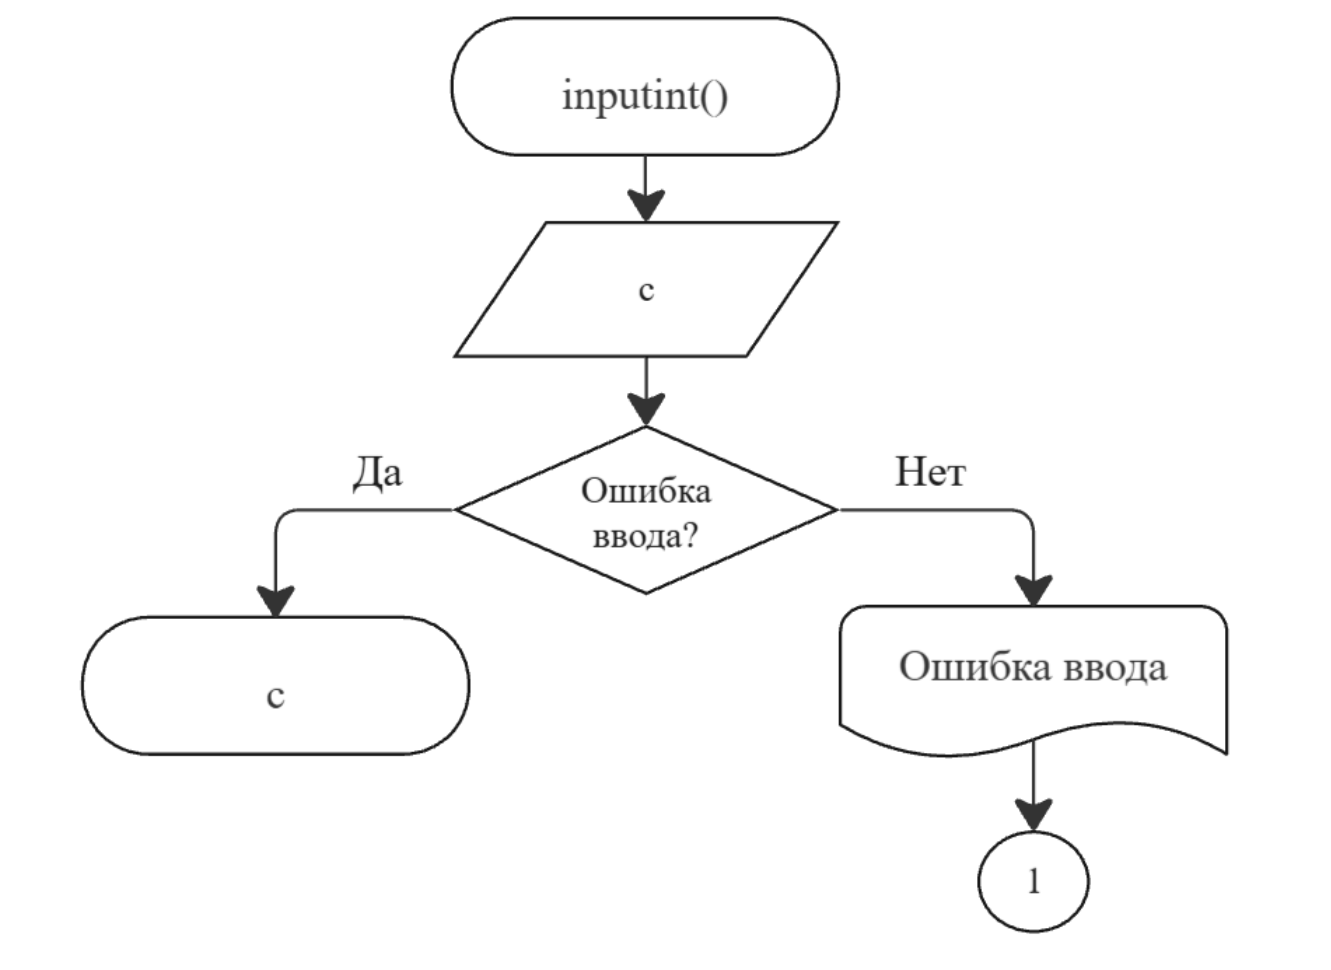 inputint()
c
Да
Нет
Ошибка
ввода?
c
Ошибка ввода
1